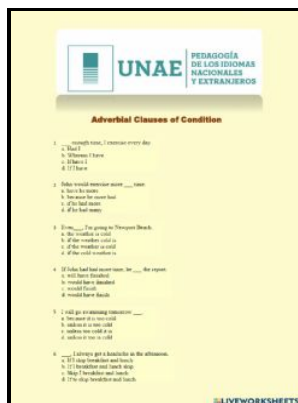 UNAE
PEDAGOGÍA
DE LOS IDIOMAS
NACIONALES
Y EXTRANJEROS
Adverbial Clauses of Condition
1. ___ enough time, I exercise every day
a. Had I
b. Whereas I have
c. If have I
d. If I have
2. John would exercise more ___ time.
a. have he more
b. because he more had
c. if he had more
d. if he had many
3. Even___, I'm going to Newport Beach.
a. the weather is cold
b. if the weather cold is
c. if the weather is cold
d. if the cold weather is
4. If John had had more time, he ___ the report.
a. will have finished
b. would have finished
c. would finish
d. would have finish
5. I will go swimming tomorrow ___.
a. because it is too cold
b. unless it is too cold
c. unless too cold it is
d. unless it too is cold
6. ___, I always get a headache in the afternoon.
a. If I skip breakfast and lunch
b. If I breakfast and lunch skip
c. Skip I breakfast and lunch
d. If to skip breakfast and lunch
LIVEWORKSHEETS